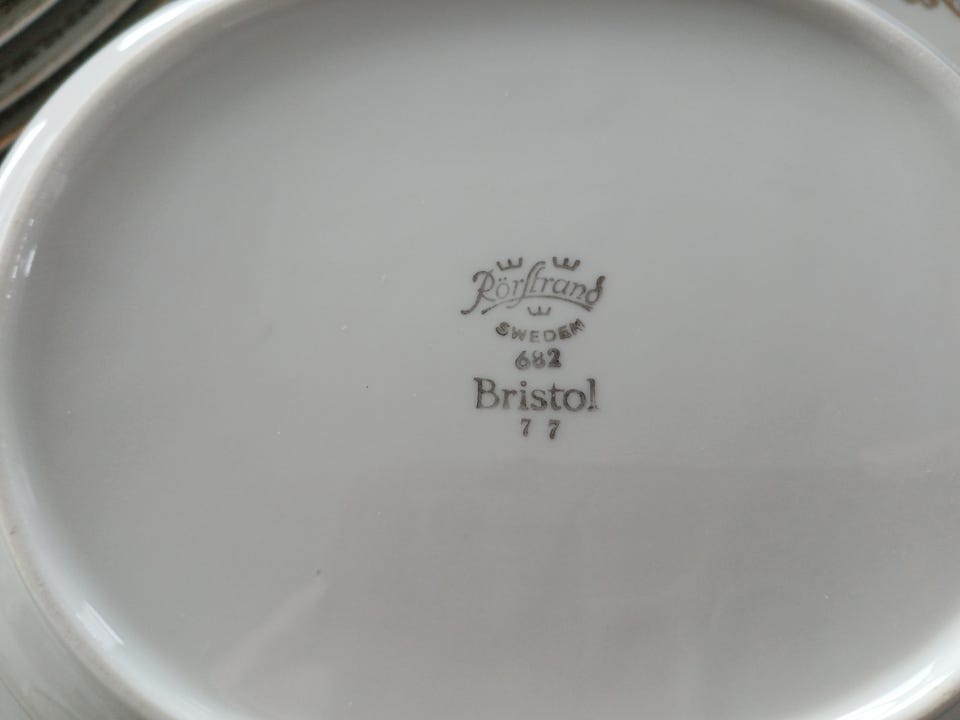 Rörstrand
SWEDEN
682
Bristol
7 7